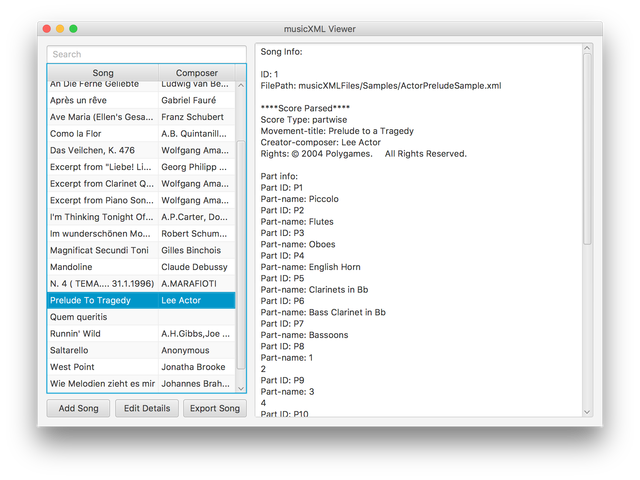 musicXML Viewer
Search
Song Composer
An Die Ferne Geliebte Ludwig van Be...
Après un rêve Gabriel Fauré
Ave Maria (Ellen's Gesa... Franz Schubert
Como la Flor A.B. Quintanill...
Das Veilchen, K. 476 Wolfgang Amad...
Excerpt from "Liebe! Li... Georg Philipp ...
Excerpt from Clarinet Q... Wolfgang Ama...
Excerpt from Piano Son... Wolfgang Ama...
I'm Thinking Tonight Of... A.P.Carter, Do...
Im wunderschönen Mo... Robert Schum...
Magnificat Secundi Toni Gilles Binchois
Mandoline Claude Debussy
N. 4 ( TEMA.... 31.1.1996) A.MARAFIOTI
Prelude To Tragedy Lee Actor
Quem queritis
Runnin' Wild A.H.Gibbs,Joe ...
Saltarello Anonymous
West Point Jonatha Brooke
Wie Melodien zieht es mir Johannes Brah...
Add Song Edit Details Export Song
Song Info:
ID: 1
FilePath: musicXMLFiles/Samples/ActorPreludeSample.xml
****Score Parsed****
Score Type: partwise
Movement-title: Prelude to a Tragedy
Creator-composer: Lee Actor
Rights: © 2004 Polygames. All Rights Reserved.
Part info:
Part ID: P1
Part-name: Piccolo
Part ID: P2
Part-name: Flutes
Part ID: P3
Part-name: Oboes
Part ID: P4
Part-name: English Horn
Part ID: P5
Part-name: Clarinets in Bb
Part ID: P6
Part-name: Bass Clarinet in Bb
Part ID: P7
Part-name: Bassoons
Part ID: P8
Part-name: 1
2
Part ID: P9
Part-name: 3
4
Part ID: P10